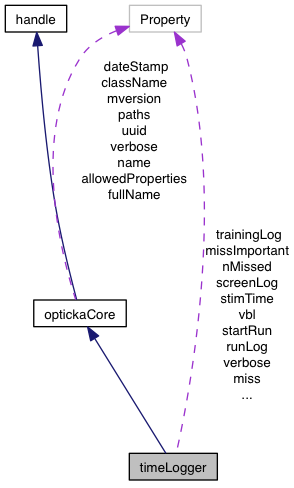 handle
Property
dateStamp
className
mversion
paths
uuid
verbose
name
allowedProperties
fullName
trainingLog
missImportant
nMissed
screenLog
stimTime
vbl
startRun
runLog
verbose
miss
...
optickaCore
timeLogger